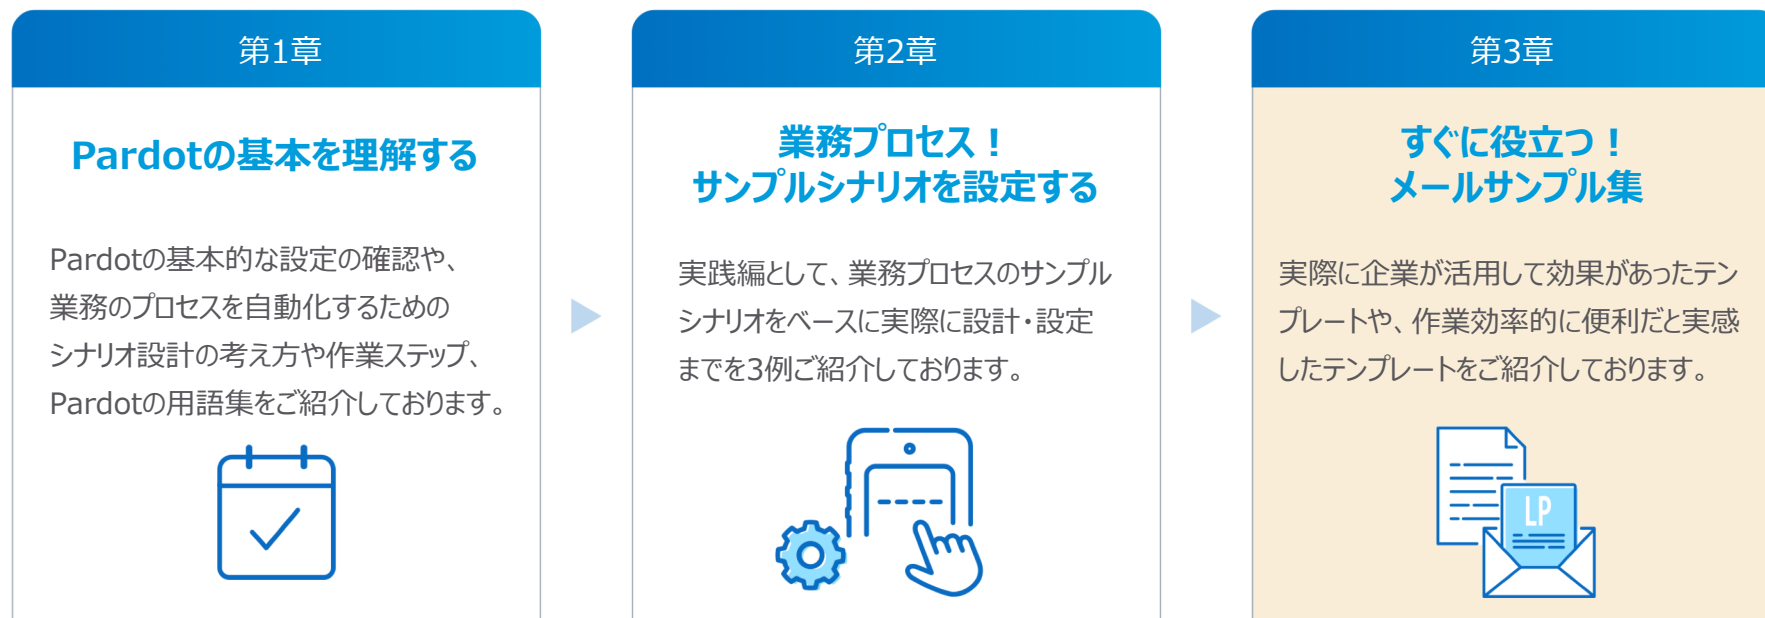 第1章
Pardotの基本を理解する
Pardotの基本的な設定の確認や、
業務のプロセスを自動化するための
シナリオ設計の考え方や作業ステップ、
Pardotの用語集をご紹介しております。
第2章
業務プロセス！
サンプルシナリオを設定する
実践編として、業務プロセスのサンプル
シナリオをベースに実際に設計・設定
までを3例ご紹介しております。
第3章
すぐに役立つ！
メールサンプル集
実際に企業が活用して効果があったテン
プレートや、作業効率的に便利だと実感
したテンプレートをご紹介しております。
LP